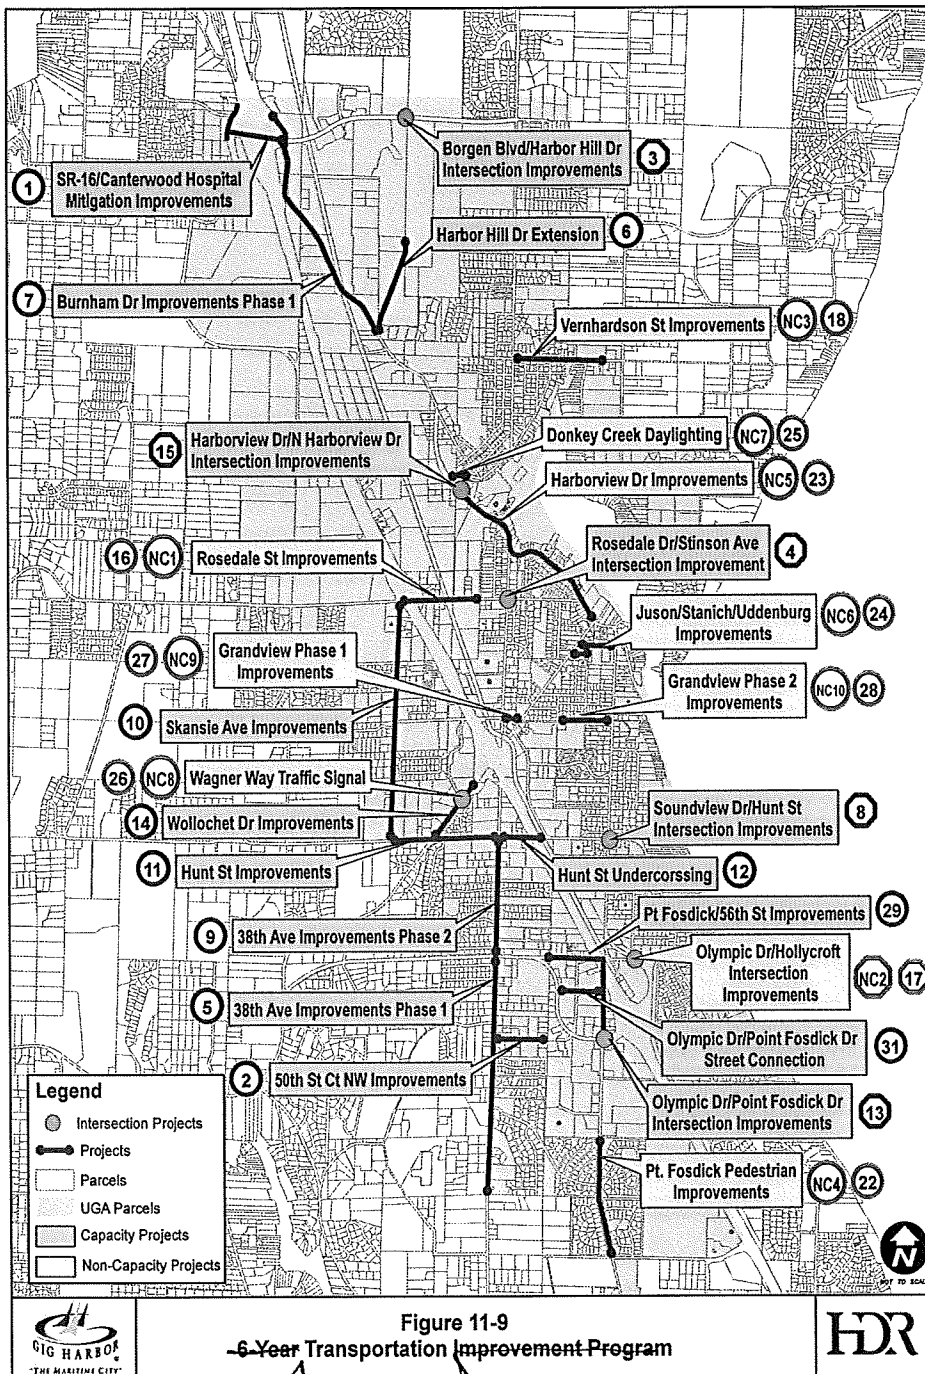 Borgen Blvd/Harbor Hill Dr
Intersection Improvements
3
1
SR-16/Canterwood Hospital
Mitigation Improvements
Harbor Hill Dr Extension
6
7
Burnham Dr Improvements Phase 1
Vernhardson St Improvements
NC3
18
15
Harborview Dr/N Harborview Dr
Intersection Improvements
Donkey Creek Daylighting
NC7
25
Harborview Dr Improvements
NC5
23
16
NC1
Rosedale St Improvements
Rosedale Dr/Stinson Ave
Intersection Improvement
4
Juson/Stanich/Uddenburg
Improvements
NC6
24
27
NC9
Grandview Phase 1
Improvements
Grandview Phase 2
Improvements
NC10
28
10
Skansie Ave Improvements
26
NC8
Wagner Way Traffic Signal
14
Wollochet Dr Improvements
Soundview Dr/Hunt St
Intersection Improvements
8
11
Hunt St Improvements
Hunt St Undercorssing
12
Pt Fosdick/56th St Improvements
29
9
38th Ave Improvements Phase 2
Olympic Dr/Hollycroft
Intersection
Improvements
NC2
17
5
38th Ave Improvements Phase 1
Olympic Dr/Point Fosdick Dr
Street Connection
31
2
50th St Ct NW Improvements
Olympic Dr/Point Fosdick Dr
Intersection Improvements
13
Pt. Fosdick Pedestrian
Improvements
NC4
22
Legend
Intersection Projects
Projects
Parcels
UGA Parcels
Capacity Projects
Non-Capacity Projects
N
NOT TO SCALE
GIG HARBOR
"THE MARITIME CITY"
Figure 11-9
6-Year Transportation Improvement Program
HDR